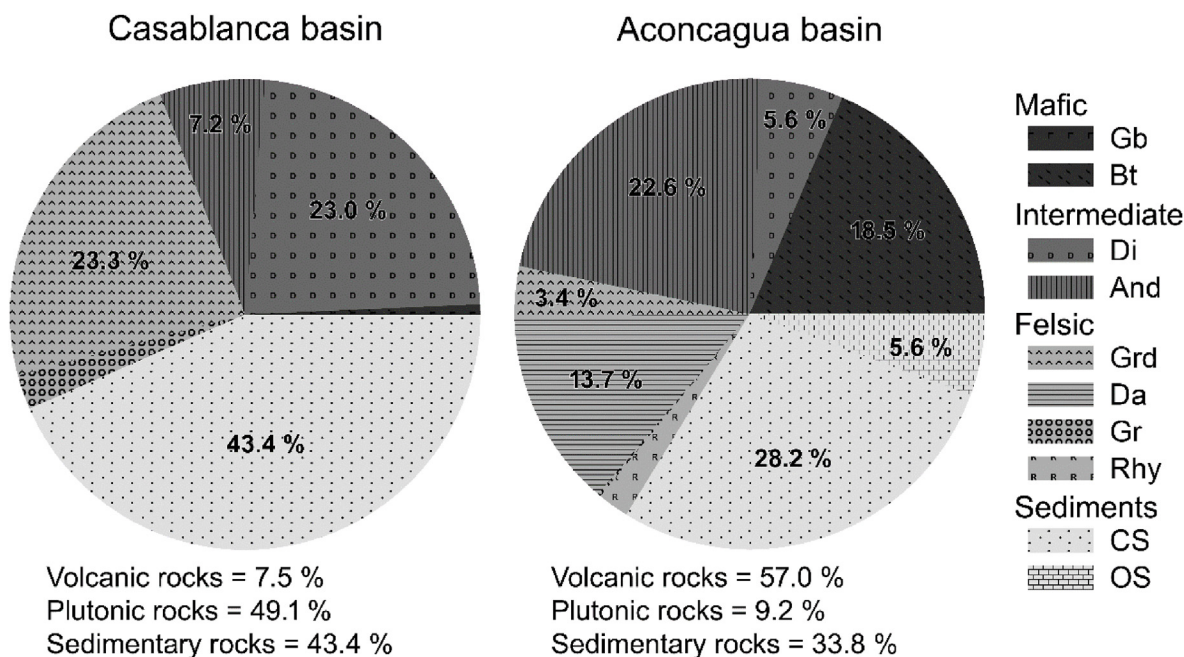 Casablanca basin
7.2 %
23.0 %
23.3 %
43.4 %
Volcanic rocks = 7.5 %
Plutonic rocks = 49.1 %
Sedimentary rocks = 43.4 %
Aconcagua basin
5.6 %
22.6 %
18.5 %
3.4 %
5.6 %
13.7 %
28.2 %
Volcanic rocks = 57.0 %
Plutonic rocks = 9.2 %
Sedimentary rocks = 33.8 %
Mafic
Gb
Bt
Intermediate
Di
And
Felsic
Grd
Da
Gr
Rhy
Sediments
CS
OS